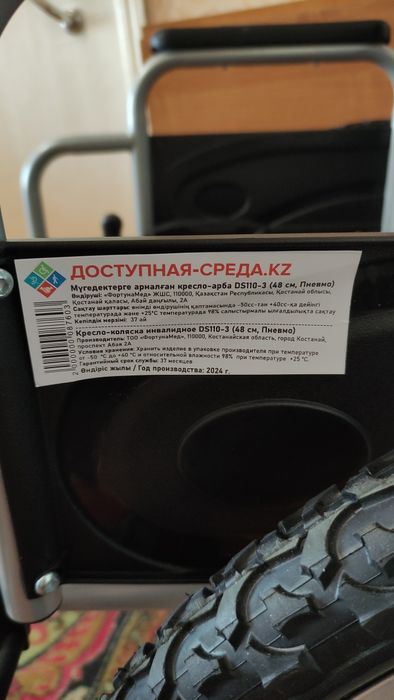 ДОСТУПНАЯ-СРЕДА.KZ
Мүгедектерге арналған кресло-арба DS110-3 (48 см, Пневмо)
Өндіруші: «ФортунаМед» ЖШС, 110000, Қазақстан Республикасы, Қостанай облысы,
Қостанай қаласы, Абай даңғылы, 2А
Сақтау шарттары: өнімді өндірушінің қаптамасында -50сс-тан +40сс-қа дейінгі
температурада және +25°С температурада 98% салыстырмалы ылғалдылықта сақтау
Кепілдік мерзімі: 37 ай
Кресло-коляска инвалидное DS110-3 (48 см, Пневмо)
Производитель: ТОО «ФортунаМед», 110000, Костанайская область, город Костанай,
проспект Абая 2А
Условия хранения: Хранить изделие в упаковке производителя при температуре
от -50 °С до +40 °С и относительной влажности 98% при температуре +25 °С
Гарантийный срок службы: 37 месяцев
Өндіріс жылы / Год производства: 2024 г.